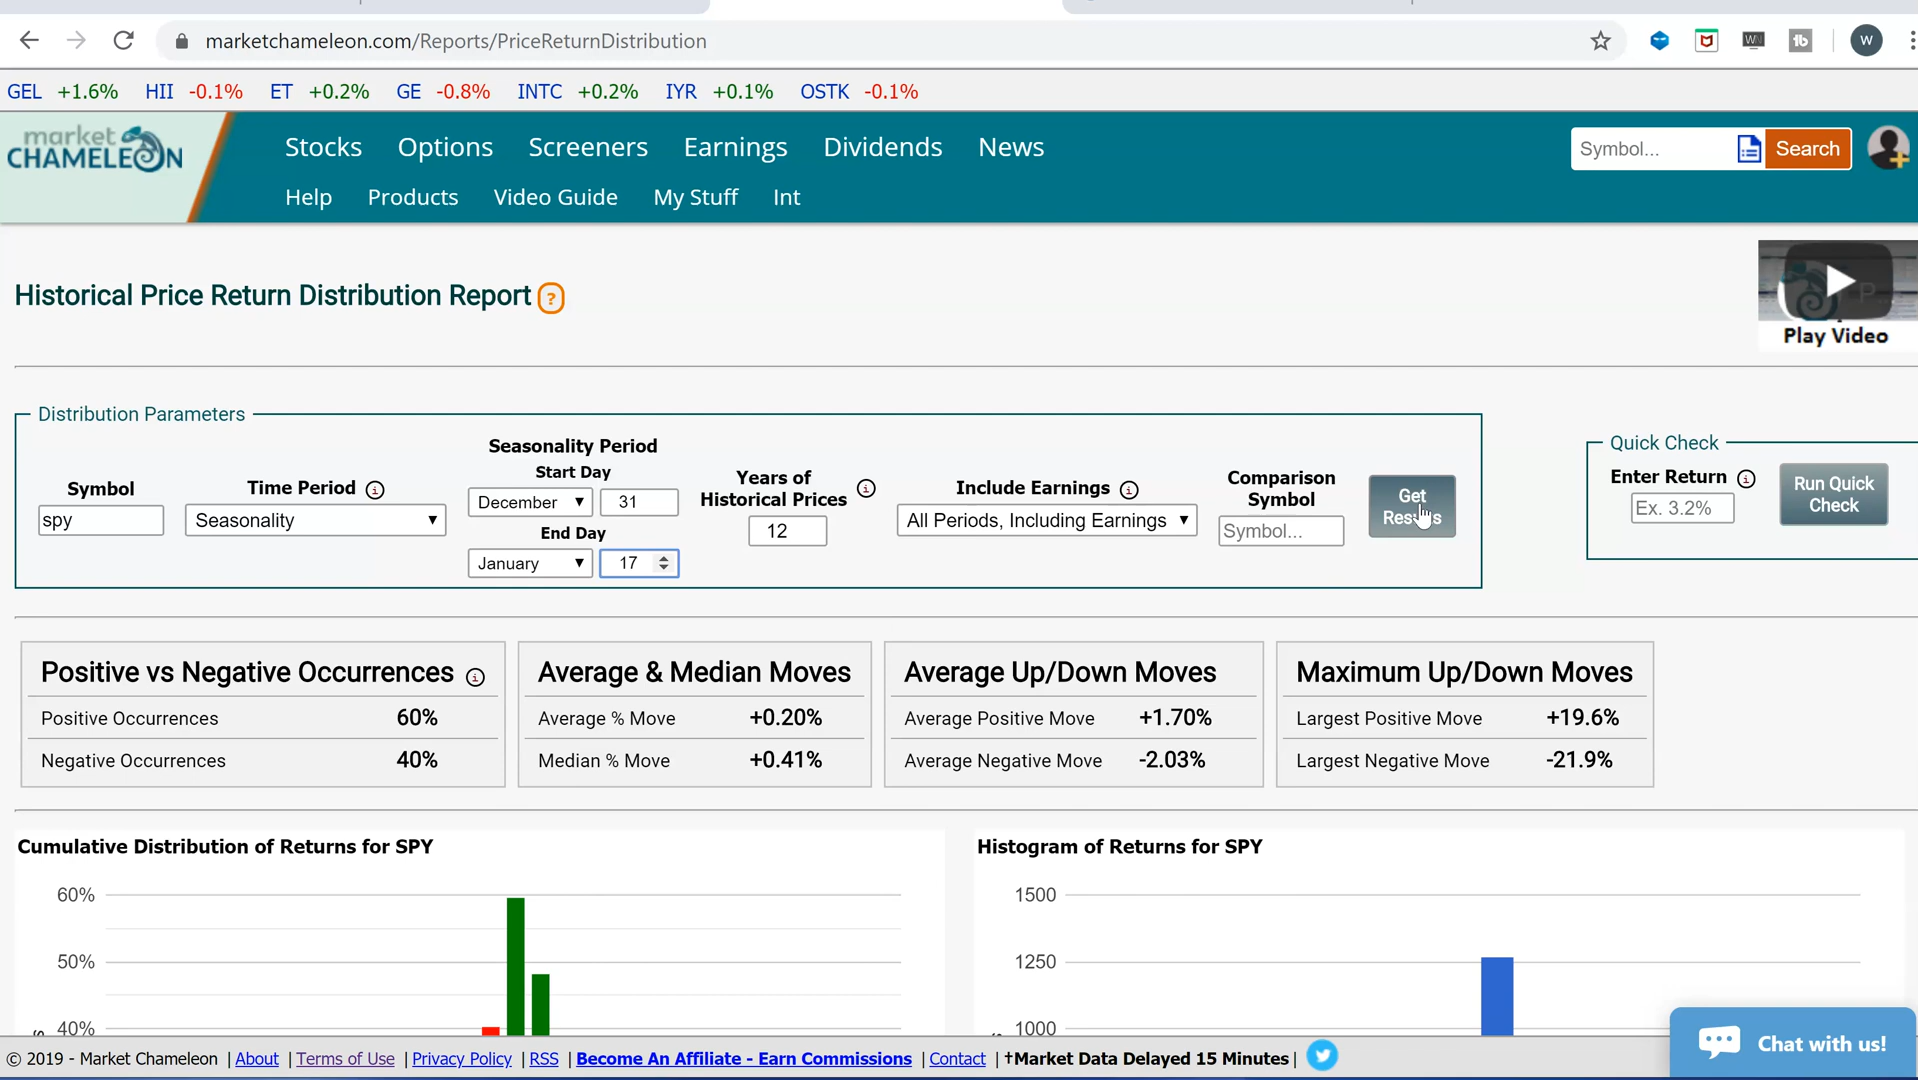 marketchameleon.com/Reports/PriceReturnDistribution
W
GEL +1.6% HII -0.1% ET +0.2% GE -0.8% INTC +0.2% IYR +0.1% OSTK -0.1%
market
CHAMELEON
Stocks Options Screeners Earnings Dividends News
Symbol... Search
Help Products Video Guide My Stuff Int
Historical Price Return Distribution Report ?
Play Video
Distribution Parameters
Symbol
spy
Time Period
Seasonality
Seasonality Period
Start Day
December 31
End Day
January 17
Years of
Historical Prices
12
Include Earnings
All Periods, Including Earnings
Comparison
Symbol
Symbol...
Get
Results
Quick Check
Enter Return
Ex. 3.2%
Run Quick
Check
Positive vs Negative Occurrences
Positive Occurrences 60%
Negative Occurrences 40%
Average & Median Moves
Average % Move +0.20%
Median % Move +0.41%
Average Up/Down Moves
Average Positive Move +1.70%
Average Negative Move -2.03%
Maximum Up/Down Moves
Largest Positive Move +19.6%
Largest Negative Move -21.9%
Cumulative Distribution of Returns for SPY
60%
50%
40%
Histogram of Returns for SPY
1500
1250
1000
© 2019 - Market Chameleon | About | Terms of Use | Privacy Policy | RSS | Become An Affiliate - Earn Commissions | Contact | †Market Data Delayed 15 Minutes |
Chat with us!